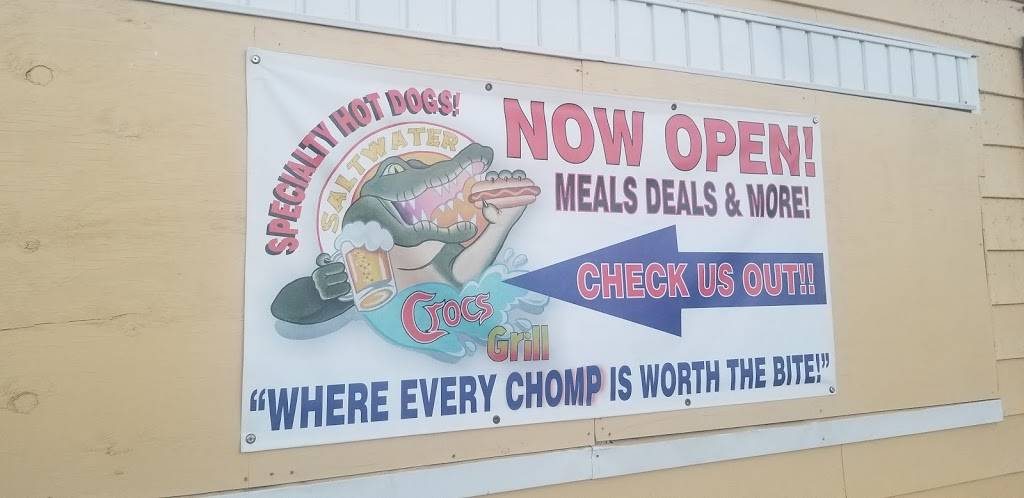 SPECIALTY HOT DOGS!
SALTWATER
Crocs
Grill
NOW OPEN!
MEALS DEALS & MORE!
CHECK US OUT!!
"WHERE EVERY CHOMP IS WORTH THE BITE!"